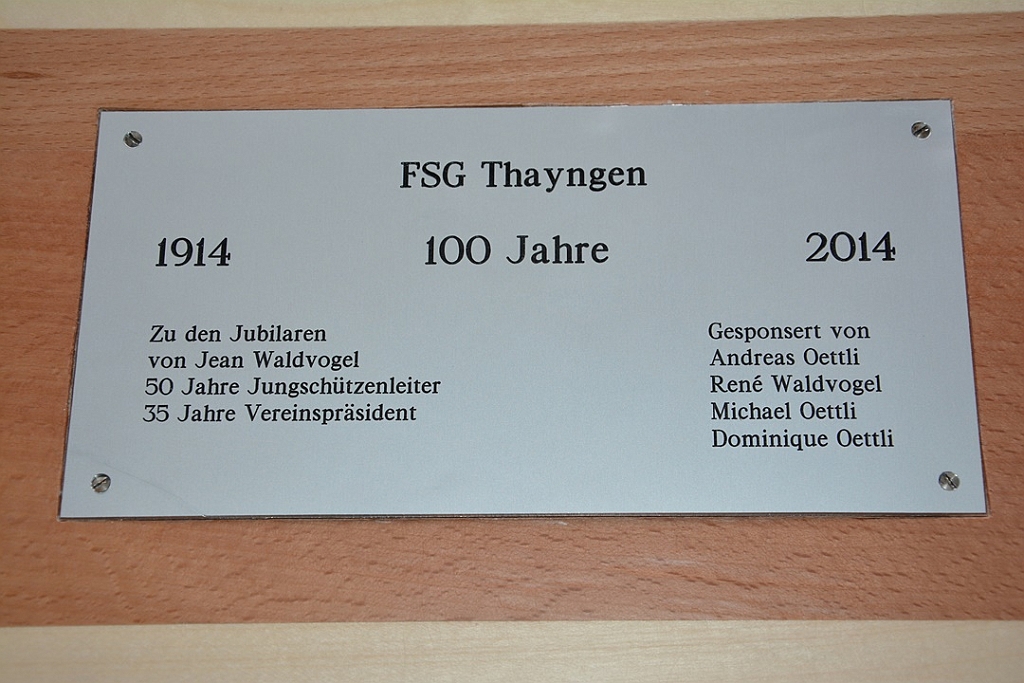 FSG Thayngen
1914 100 Jahre 2014
Zu den Jubilaren
von Jean Waldvogel
50 Jahre Jungschützenleiter
35 Jahre Vereinspräsident
Gesponsert von
Andreas Oettli
René Waldvogel
Michael Oettli
Dominique Oettli